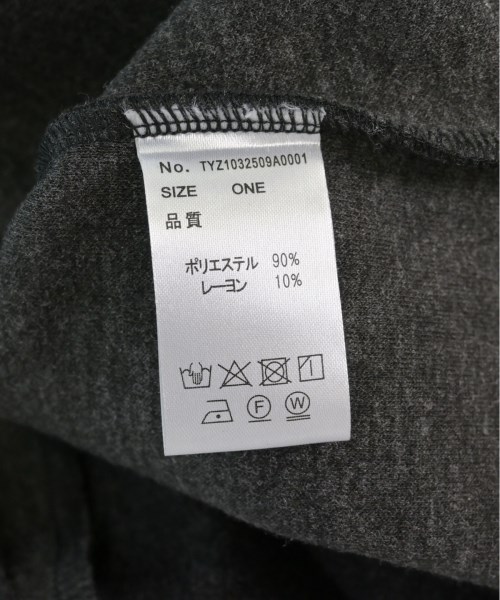 No. TYZ1032509A0001
SIZE ONE
品質
ポリエステル 90%
レーヨン 10%
F W